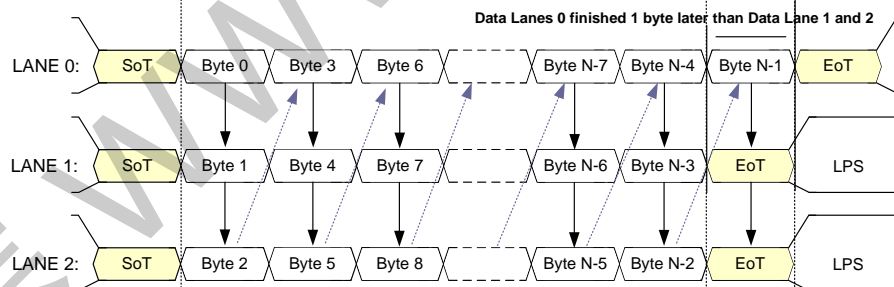 Data Lanes 0 finished 1 byte later than Data Lane 1 and 2
LANE 0: SoT Byte 0 Byte 3 Byte 6 Byte N-7 Byte N-4 Byte N-1 EoT
LANE 1: SoT Byte 1 Byte 4 Byte 7 Byte N-6 Byte N-3 EoT LPS
LANE 2: SoT Byte 2 Byte 5 Byte 8 Byte N-5 Byte N-2 EoT LPS